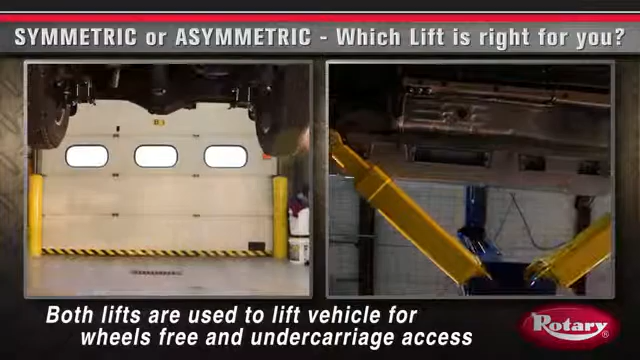 SYMMETRIC or ASYMMETRIC - Which Lift is right for you?
Both lifts are used to lift vehicle for
wheels free and undercarriage access
Rotary®